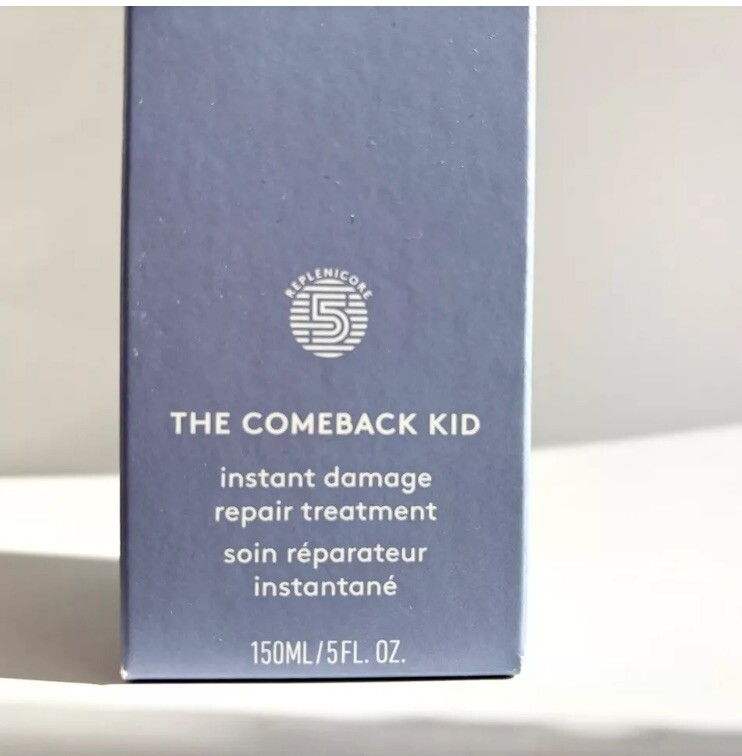 REPLENICORE
5
THE COMEBACK KID
instant damage
repair treatment
soin réparateur
instantané
150ML/5FL. OZ.